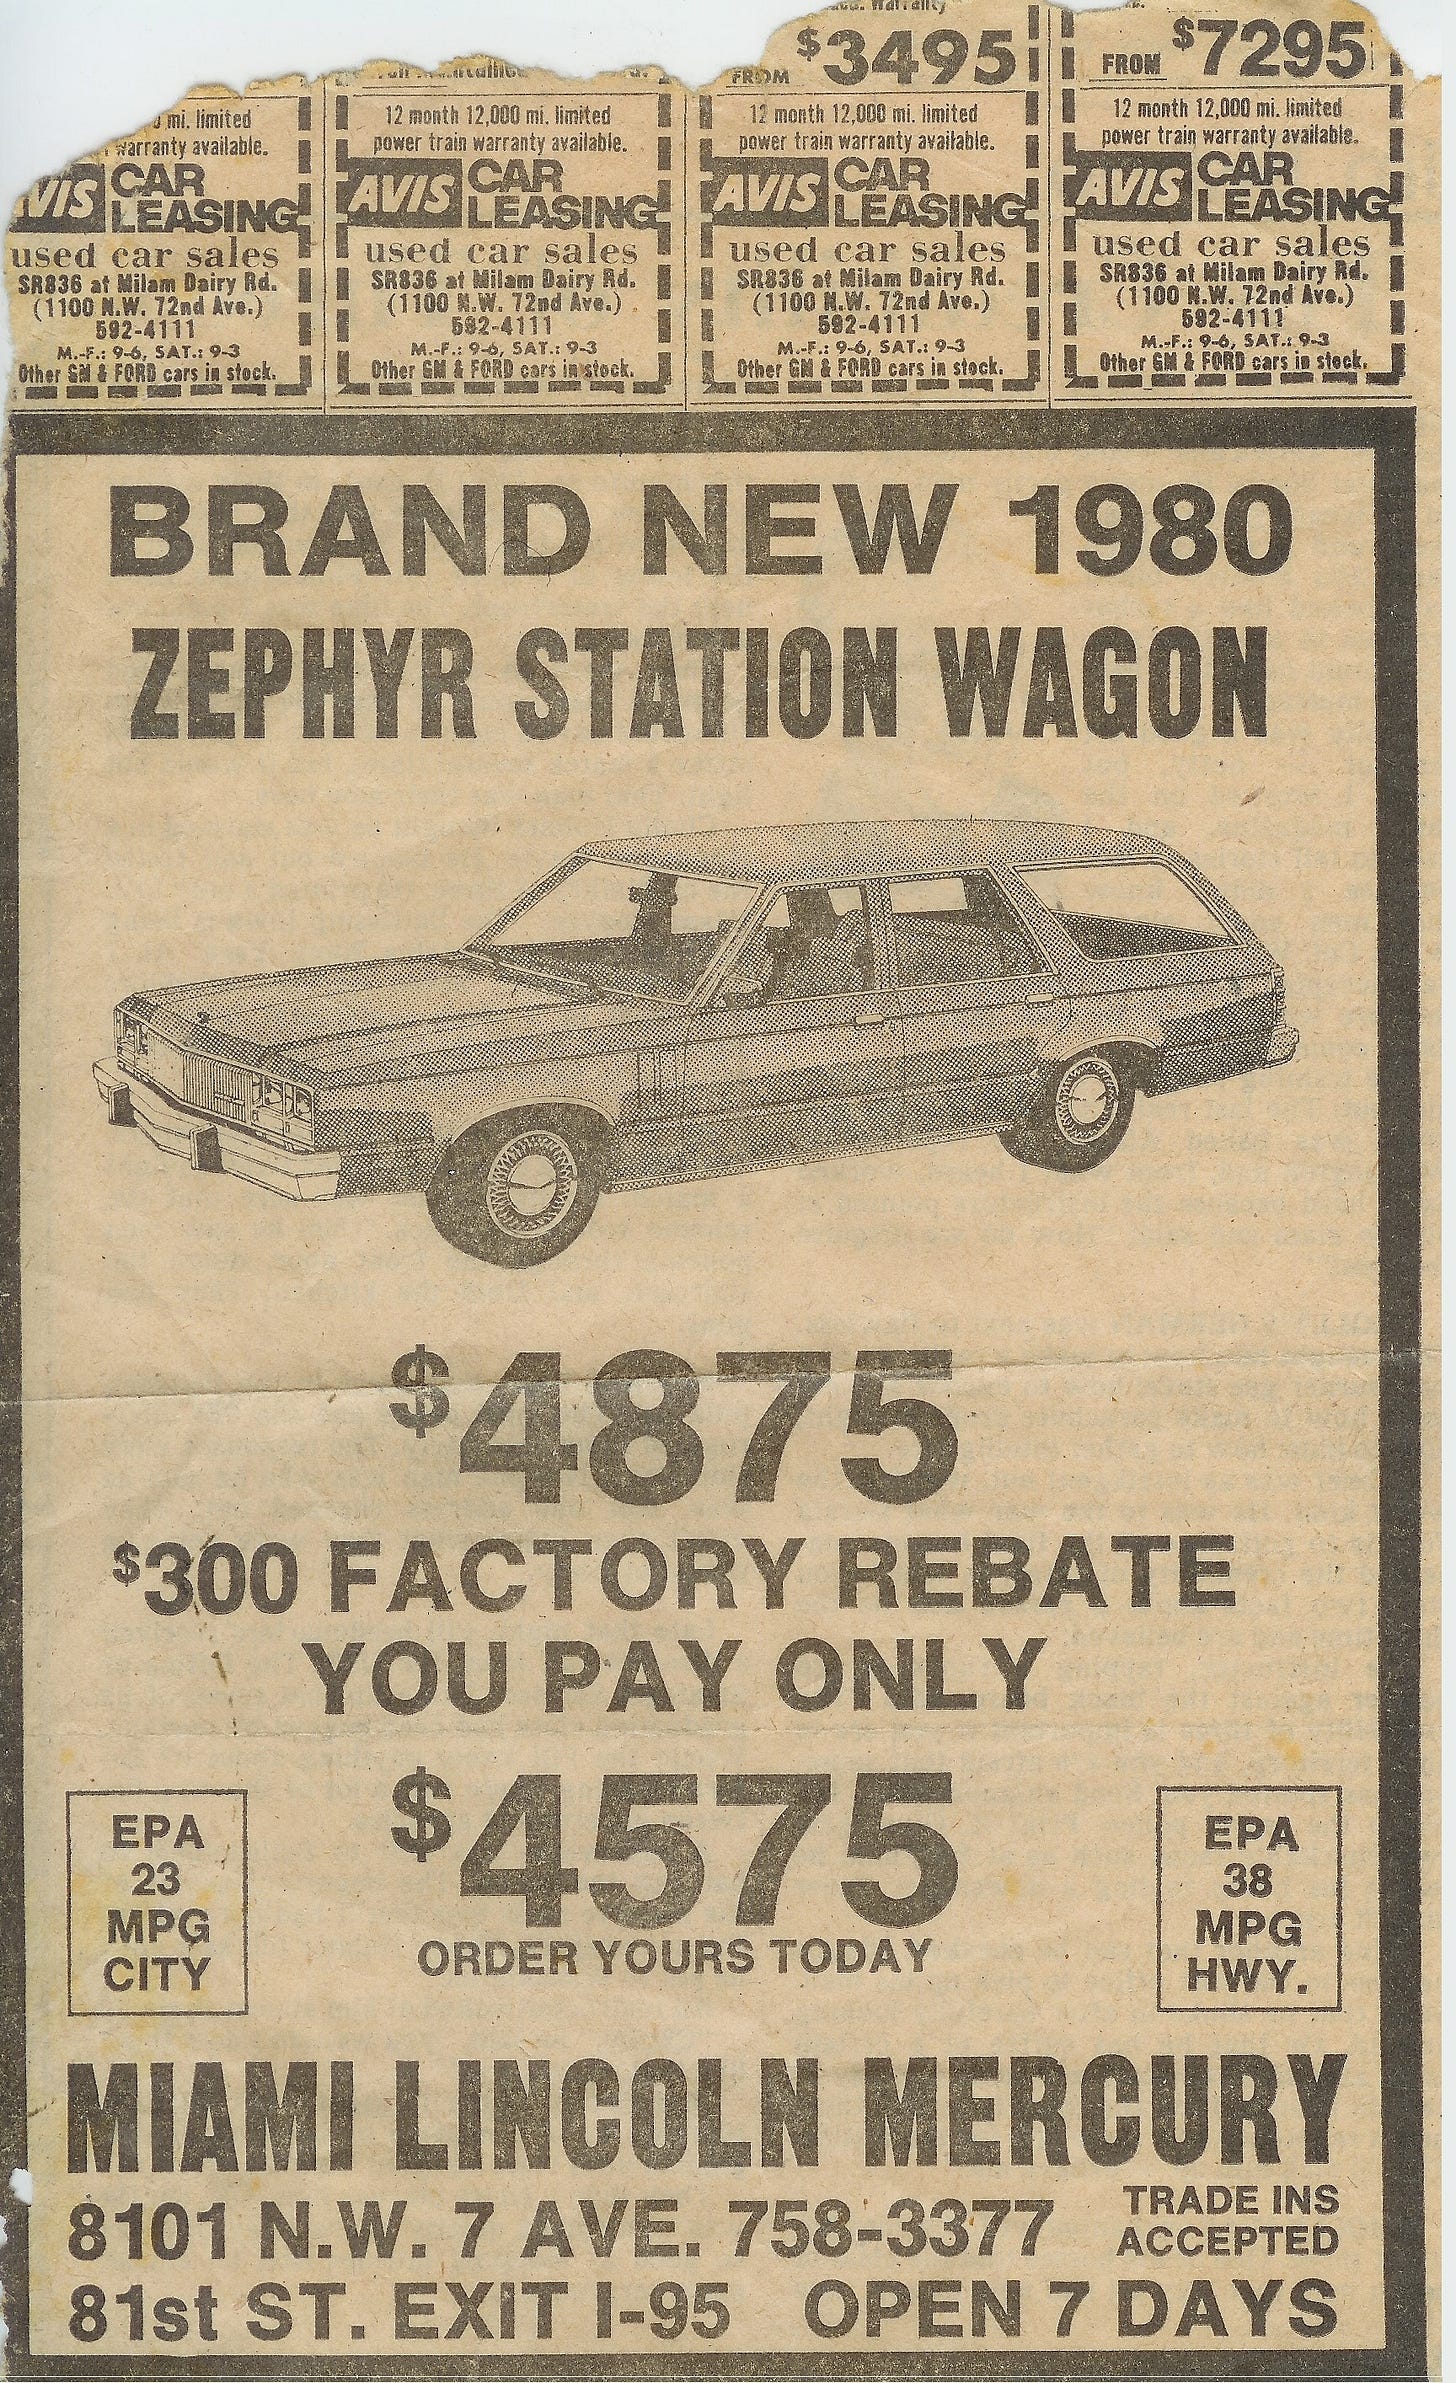 Warranty
FROM $3495
FROM $7295
mi. limited
warranty available.
CAR
LEASING
used car sales
SR836 at Milam Dairy Rd.
(1100 N.W. 72nd Ave.)
592-4111
M.-F.: 9-6, SAT.: 9-3
Other GM & FORD cars in stock.
12 month 12,000 mi. limited
power train warranty available.
AVIS CAR
LEASING
used car sales
SR836 at Milam Dairy Rd.
(1100 N.W. 72nd Ave.)
592-4111
M.-F.: 9-6, SAT.: 9-3
Other GM & FORD cars in stock.
12 month 12,000 mi. limited
power train warranty available.
AVIS CAR
LEASING
used car sales
SR836 at Milam Dairy Rd.
(1100 N.W. 72nd Ave.)
592-4111
M.-F.: 9-6, SAT.: 9-3
Other GM & FORD cars in stock.
12 month 12,000 mi. limited
power train warranty available.
AVIS CAR
LEASING
used car sales
SR836 at Milam Dairy Rd.
(1100 N.W. 72nd Ave.)
592-4111
M.-F.: 9-6, SAT.: 9-3
Other GM & FORD cars in stock.
BRAND NEW 1980
ZEPHYR STATION WAGON
$4875
$300 FACTORY REBATE
YOU PAY ONLY
$4575
ORDER YOURS TODAY
EPA
23
MPG
CITY
EPA
38
MPG
HWY.
MIAMI LINCOLN MERCURY
8101 N.W. 7 AVE. 758-3377
TRADE INS
ACCEPTED
81st ST. EXIT I-95 OPEN 7 DAYS